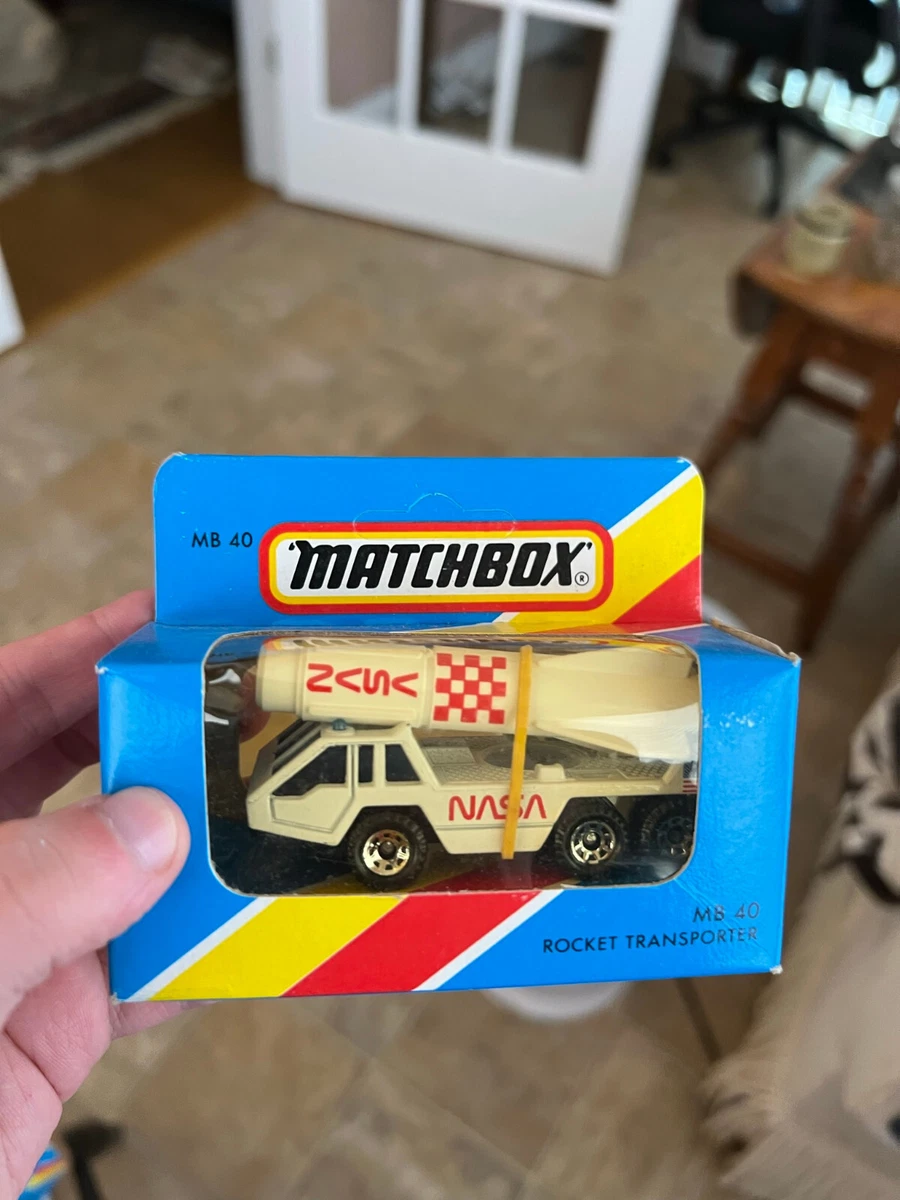 MB 40
'MATCHBOX'®
NASA
NASA
MB 40
ROCKET TRANSPORTER